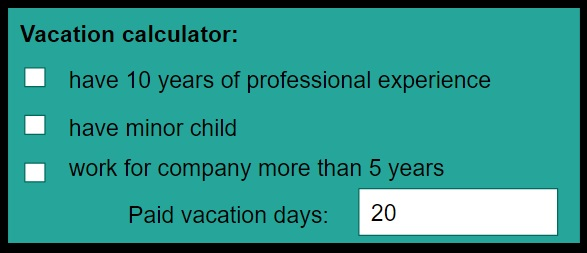 Vacation calculator:
have 10 years of professional experience
have minor child
work for company more than 5 years
Paid vacation days: 20